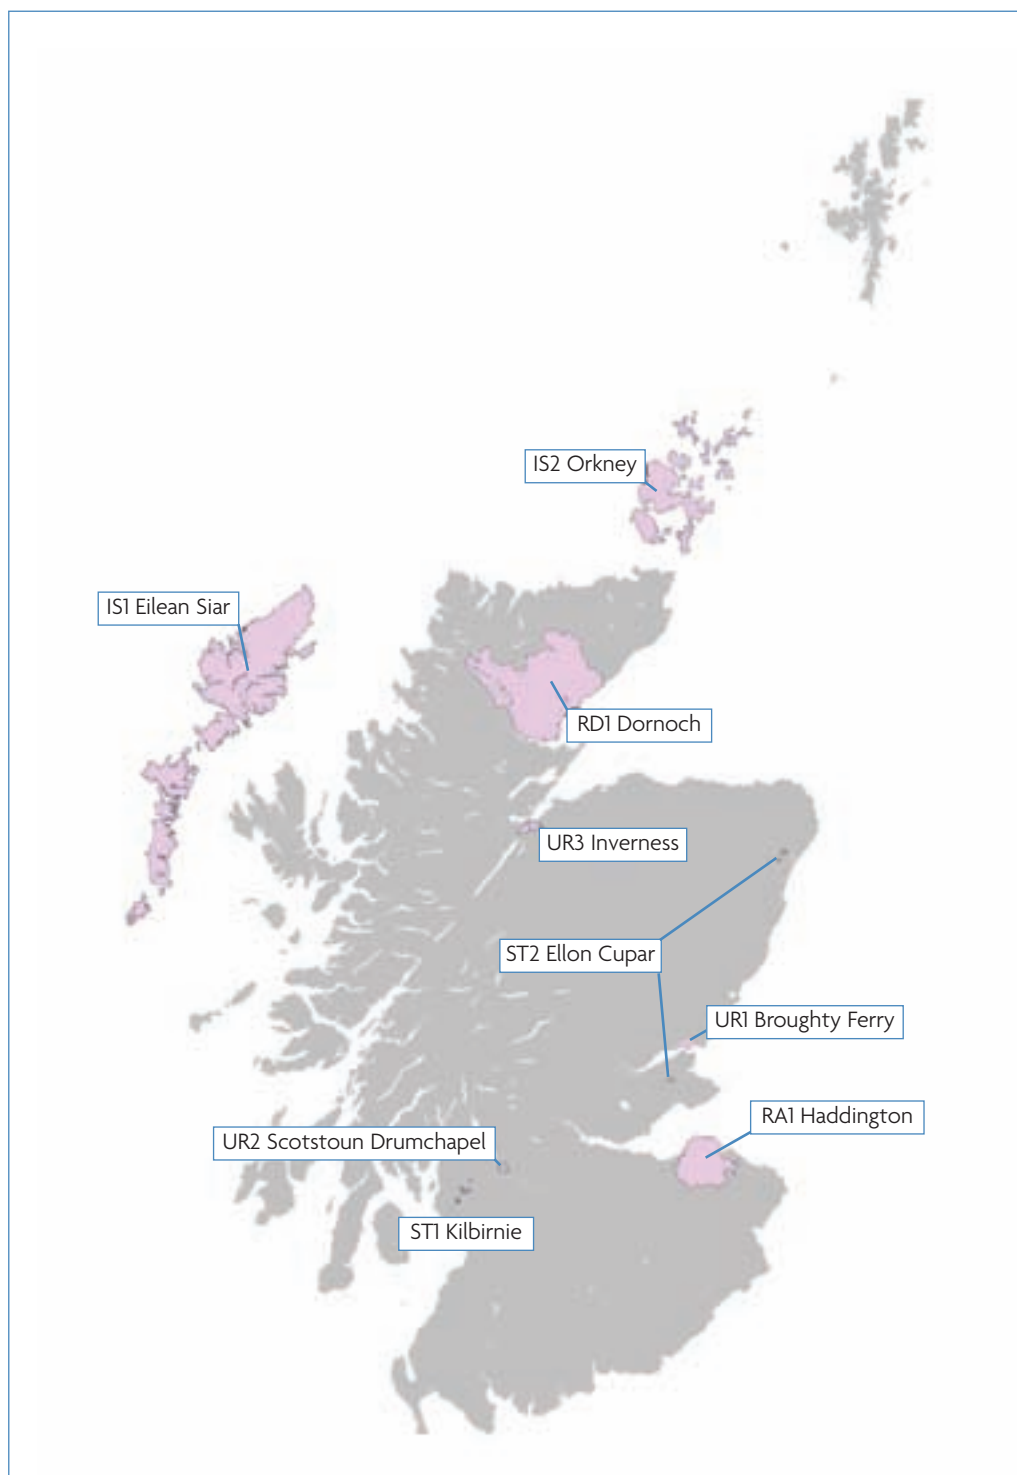 IS2 Orkney
IS1 Eilean Siar
RD1 Dornoch
UR3 Inverness
ST2 Ellon Cupar
UR1 Broughty Ferry
RA1 Haddington
UR2 Scotstoun Drumchapel
ST1 Kilbirnie